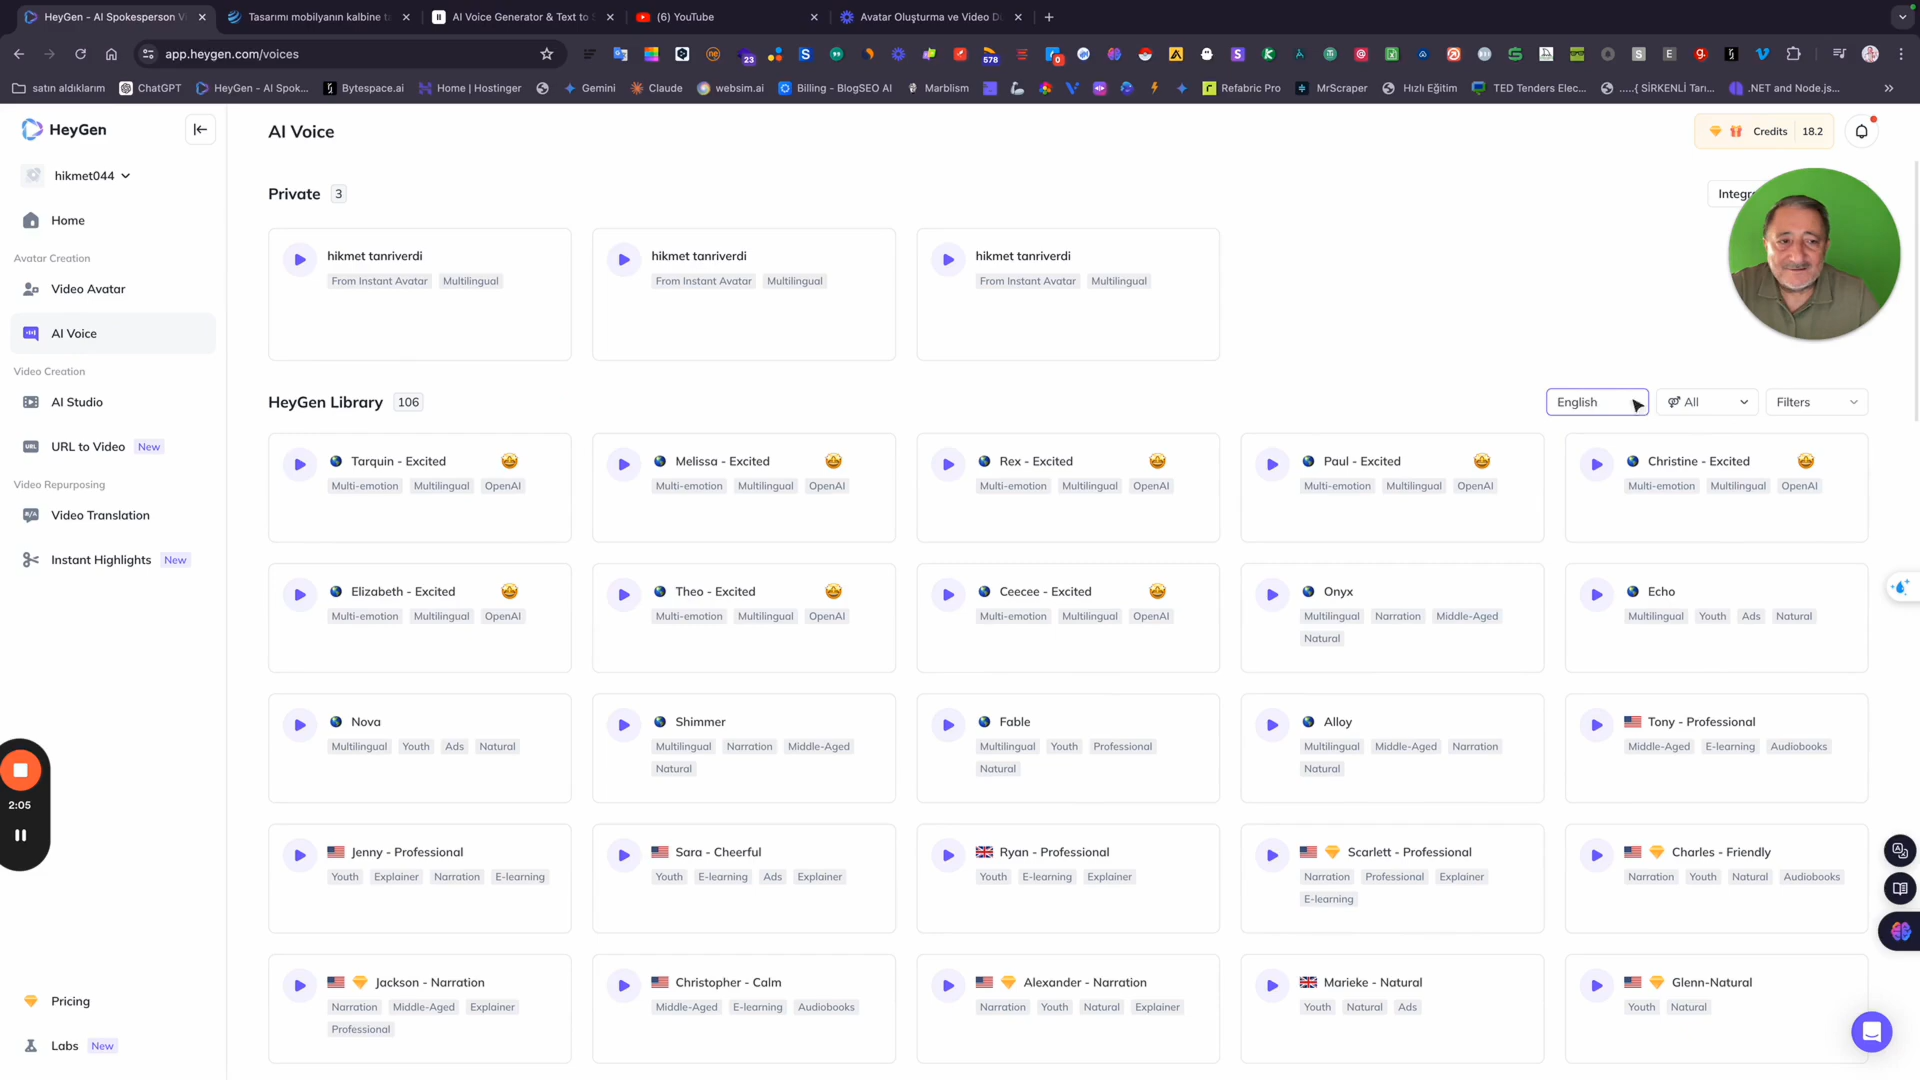 HeyGen - AI Spokesperson Vi
Tasarımı mobilyanın kalbine ta
AI Voice Generator & Text to S
(6) YouTube
Avatar Oluşturma ve Video Dü
app.heygen.com/voices
23
578
0
satın aldıklarım
ChatGPT
HeyGen - AI Spok...
Bytespace.ai
Home | Hostinger
Gemini
Claude
websim.ai
Billing - BlogSEO AI
Marblism
Refabric Pro
MrScraper
Hızlı Eğitim
TED Tenders Elec...
.....{ SİRKENLİ Tarı...
.NET and Node.js...
HeyGen
hikmet044
Home
Avatar Creation
Video Avatar
AI Voice
Video Creation
AI Studio
URL to Video New
Video Repurposing
Video Translation
Instant Highlights New
2:05
Pricing
Labs New
AI Voice
Credits 18.2
Private 3
Integr
hikmet tanriverdi
From Instant Avatar Multilingual
hikmet tanriverdi
From Instant Avatar Multilingual
hikmet tanriverdi
From Instant Avatar Multilingual
HeyGen Library 106
English
All
Filters
Tarquin - Excited
Multi-emotion Multilingual OpenAI
Melissa - Excited
Multi-emotion Multilingual OpenAI
Rex - Excited
Multi-emotion Multilingual OpenAI
Paul - Excited
Multi-emotion Multilingual OpenAI
Christine - Excited
Multi-emotion Multilingual OpenAI
Elizabeth - Excited
Multi-emotion Multilingual OpenAI
Theo - Excited
Multi-emotion Multilingual OpenAI
Ceecee - Excited
Multi-emotion Multilingual OpenAI
Onyx
Multilingual Narration Middle-Aged
Natural
Echo
Multilingual Youth Ads Natural
Nova
Multilingual Youth Ads Natural
Shimmer
Multilingual Narration Middle-Aged
Natural
Fable
Multilingual Youth Professional
Natural
Alloy
Multilingual Middle-Aged Narration
Natural
Tony - Professional
Middle-Aged E-learning Audiobooks
Jenny - Professional
Youth Explainer Narration E-learning
Sara - Cheerful
Youth E-learning Ads Explainer
Ryan - Professional
Youth E-learning Explainer
Scarlett - Professional
Narration Professional Explainer
E-learning
Charles - Friendly
Narration Youth Natural Audiobooks
Jackson - Narration
Narration Middle-Aged Explainer
Professional
Christopher - Calm
Middle-Aged E-learning Audiobooks
Alexander - Narration
Narration Youth Natural Explainer
Marieke - Natural
Youth Natural Ads
Glenn-Natural
Youth Natural